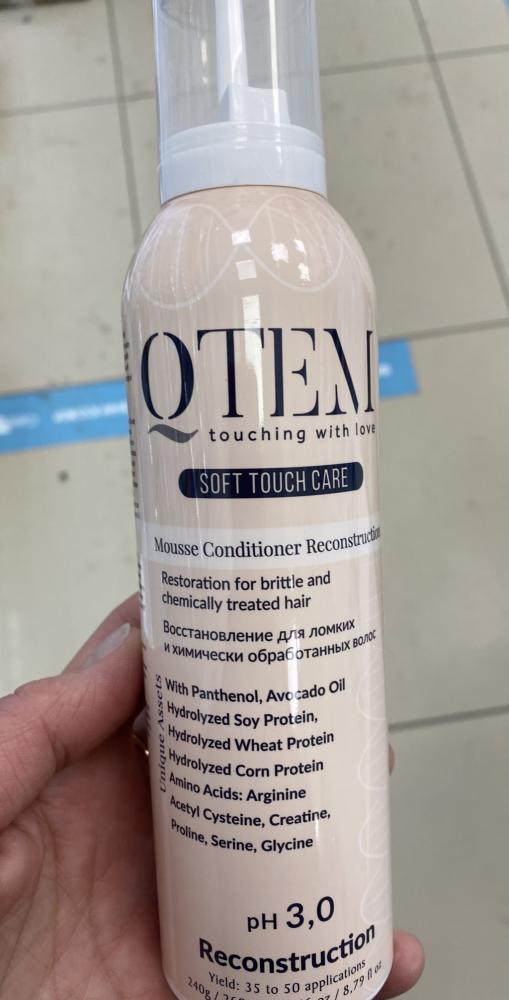 QTEM
touching with love
SOFT TOUCH CARE
Mousse Conditioner Reconstruction
Restoration for brittle and
chemically treated hair
Восстановление для ломких
и химически обработанных волос
Unique Assets
With Panthenol, Avocado Oil
Hydrolyzed Soy Protein,
Hydrolyzed Wheat Protein
Hydrolyzed Corn Protein
Amino Acids: Arginine
Acetyl Cysteine, Creatine,
Proline, Serine, Glycine
pH 3,0
Reconstruction
Yield: 35 to 50 applications
240g / 8.79 fl oz